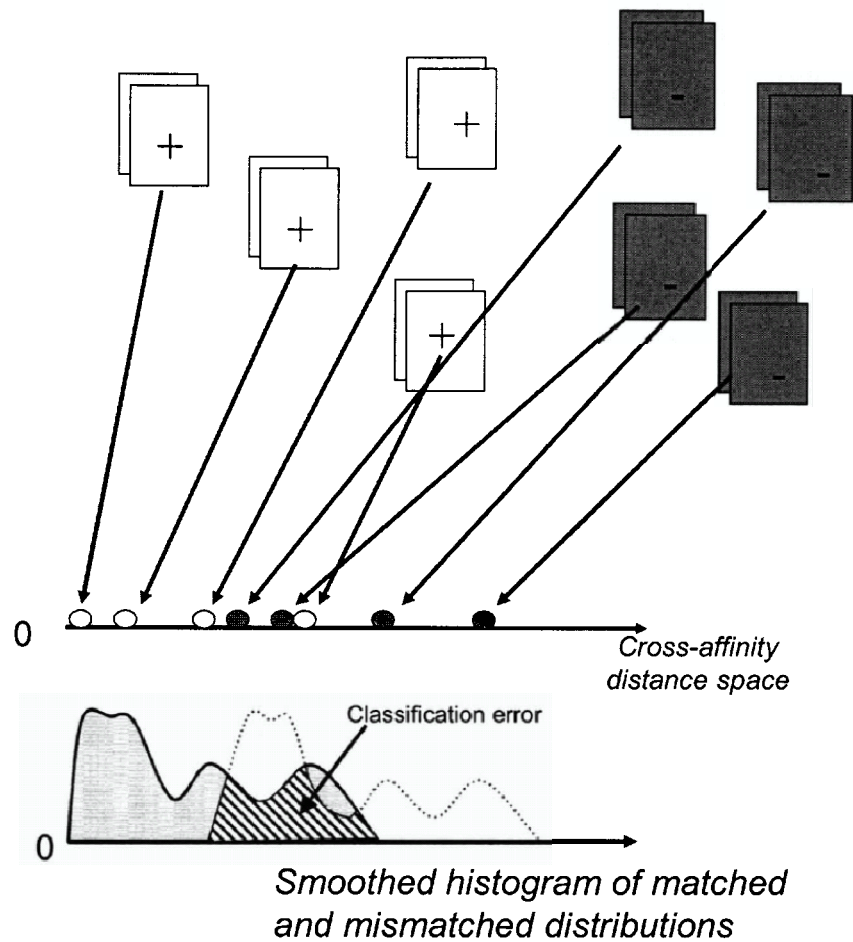 +
+
+
+
-
-
-
-
0
Cross-affinity
distance space
Classification error
0
Smoothed histogram of matched
and mismatched distributions